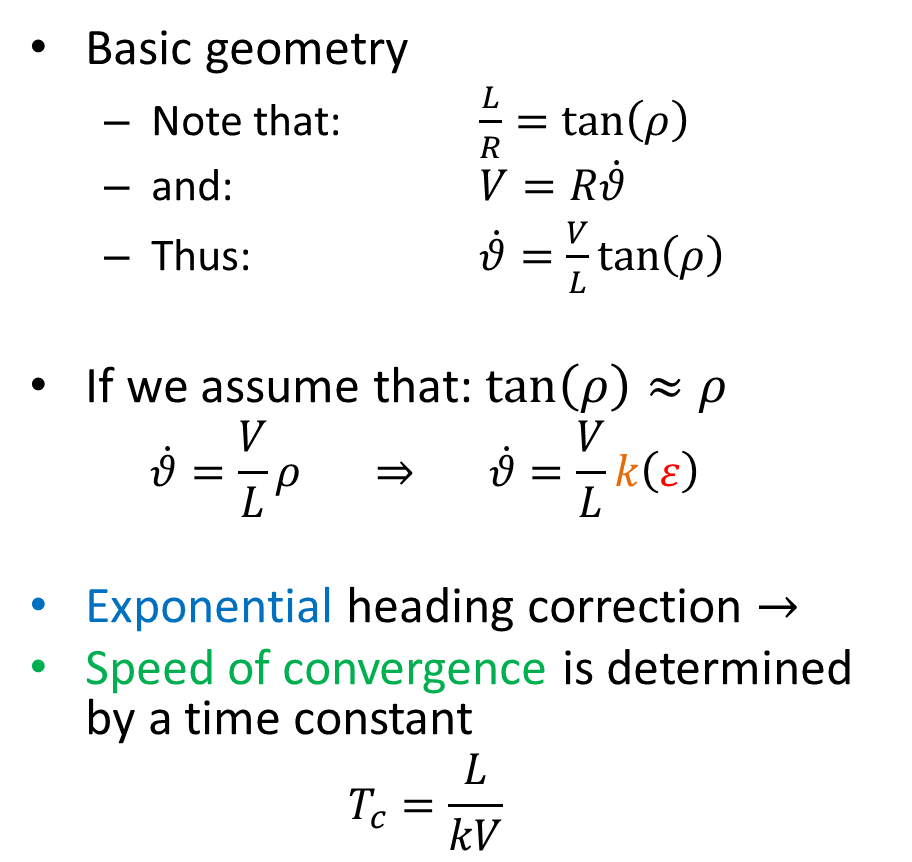 • Basic geometry
– Note that: L/R = tan(ρ)
– and: V = Rϑ̇
– Thus: ϑ̇ = V/L tan(ρ)
• If we assume that: tan(ρ) ≈ ρ
ϑ̇ = V/L ρ ⇒ ϑ̇ = V/L k(ε)
• Exponential heading correction →
• Speed of convergence is determined
by a time constant
T_c = L/kV